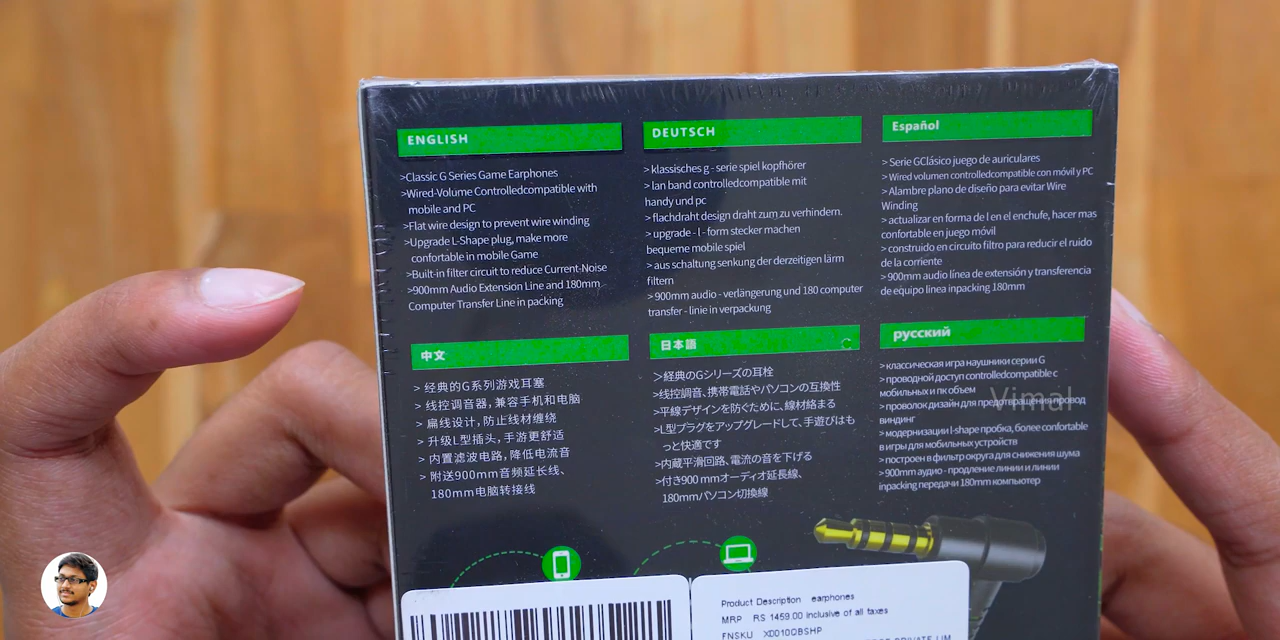 ENGLISH
>Classic G Series Game Earphones
>Wired-Volume Controlledcompatible with
mobile and PC
>Flat wire design to prevent wire winding
>Upgrade L-Shape plug, make more
confortable in mobile Game
>Built-in filter circuit to reduce Current-Noise
>900mm Audio Extension Line and 180mm
Computer Transfer Line in packing
DEUTSCH
> klassisches g - serie spiel kopfhörer
> lan band controlledcompatible mit
handy und pc
> flachdraht design draht zum zu verhindern.
> upgrade - l - form stecker machen
bequeme mobile spiel
> aus schaltung senkung der derzeitigen lärm
filtern
> 900mm audio - verlängerung und 180 computer
transfer - linie in verpackung
Español
> Serie GClásico juego de auriculares
> Wired volumen controlledcompatible con móvil y PC
> Alambre plano de diseño para evitar Wire
Winding
> actualizar en forma de l en el enchufe, hacer mas
confortable en juego móvil
> construido en circuito filtro para reducir el ruido
de la corriente
> 900mm audio línea de extensión y transferencia
de equipo línea inpacking 180mm
中文
> 经典的G系列游戏耳塞
> 线控调音器,兼容手机和电脑
> 扁线设计,防止线材缠绕
> 升级L型插头,手游更舒适
> 内置滤波电路,降低电流音
> 附送900mm音频延长线、
180mm电脑转接线
日本語
>経典のGシリーズの耳栓
>线控調音、携帯電話やパソコンの互換性
>平線デザインを防ぐために、線材絡まる
>L型プラグをアップグレードして、手遊びはも
っと快適です
>内蔵平滑回路、電流の音を下げる
>付き900 mmオーディオ延長線、
180mmパソコン切換線
русский
> классическая игра наушники серии G
> проводной доступ controlledcompatible с
мобильных и пк объем
> проволок дизайн для предотвращения провод
виндинг
> модернизации l-shape пробка, более confortable
в игры для мобильных устройств
> построен в фильтр округа для снижения шума
> 900mm аудио - продление линии и линии
inpacking передачи 180mm компьютер
Vimal
Product Description earphones
MRP RS 1459.00 inclusive of all taxes
FNSKU X0010QBSHP
PRIVATE LIM